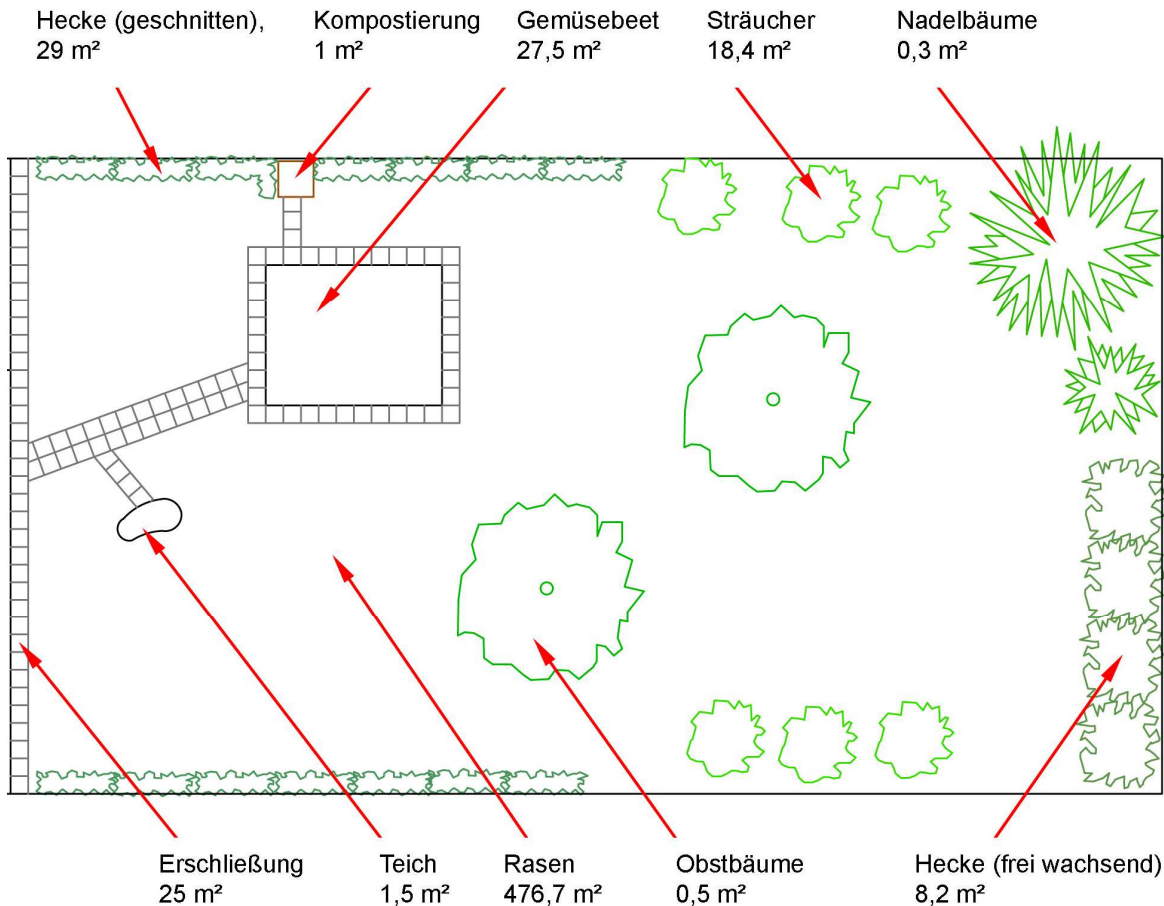 Hecke (geschnitten),
29 m²
Kompostierung
1 m²
Gemüsebeet
27,5 m²
Sträucher
18,4 m²
Nadelbäume
0,3 m²
Erschließung
25 m²
Teich
1,5 m²
Rasen
476,7 m²
Obstbäume
0,5 m²
Hecke (frei wachsend)
8,2 m²